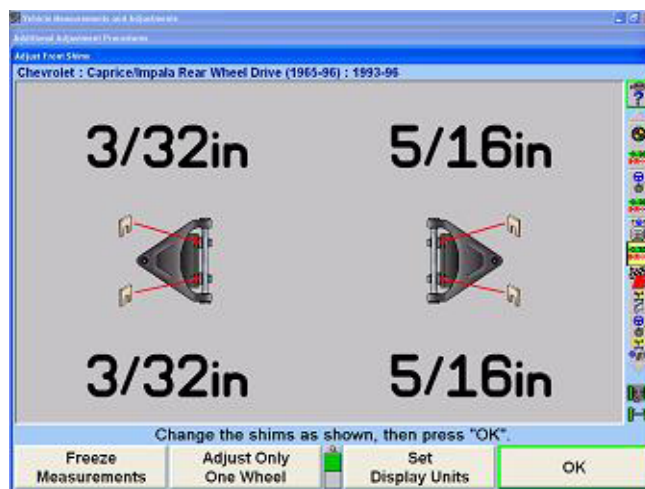 Vehicle Measurements and Adjustments
Additional Adjustment Procedures
Adjust Front Shims
Chevrolet : Caprice/Impala Rear Wheel Drive (1965-96) : 1993-96
3/32in 5/16in
3/32in 5/16in
Change the shims as shown, then press "OK".
Freeze Measurements
Adjust Only One Wheel
Set Display Units
OK